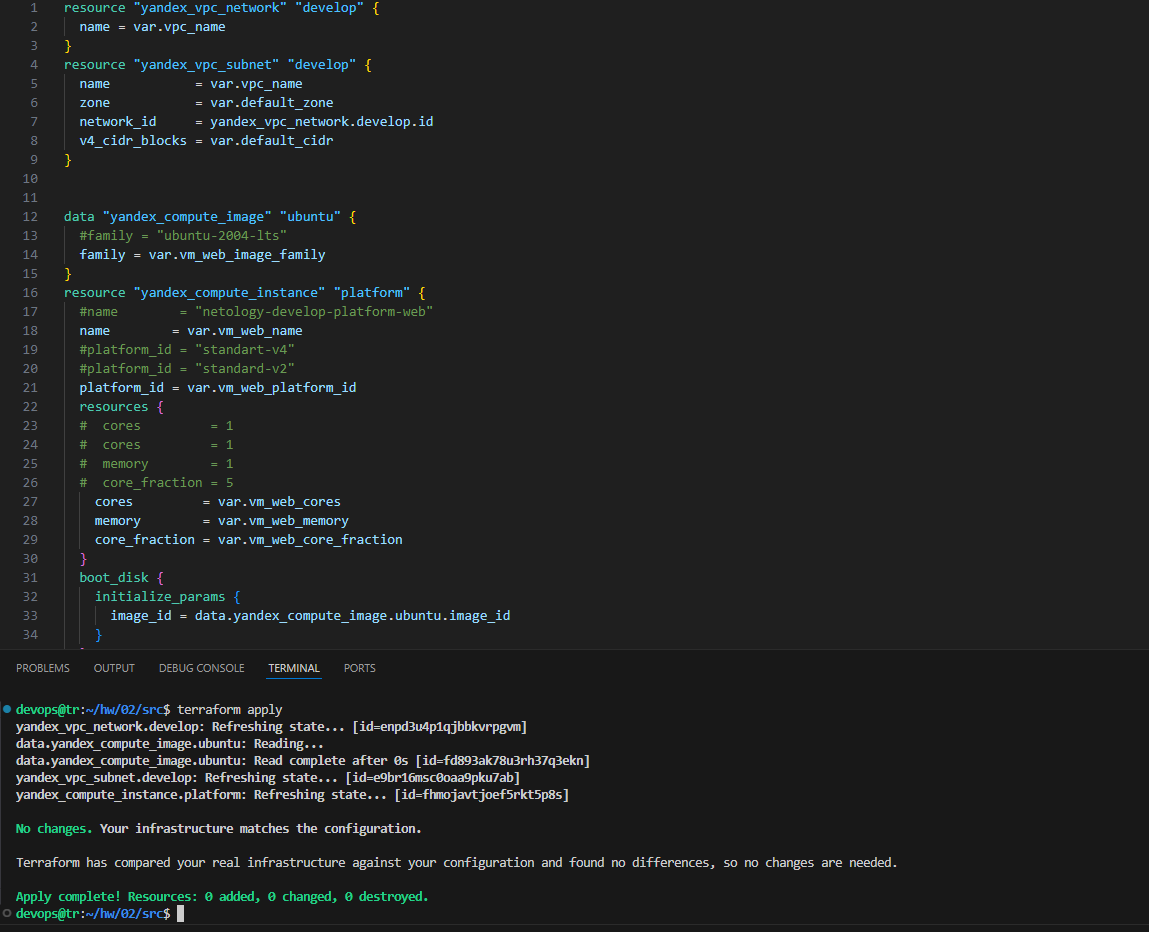 1 resource "yandex_vpc_network" "develop" {
2 name = var.vpc_name
3 }
4 resource "yandex_vpc_subnet" "develop" {
5 name           = var.vpc_name
6 zone           = var.default_zone
7 network_id     = yandex_vpc_network.develop.id
8 v4_cidr_blocks = var.default_cidr
9 }
10
11
12 data "yandex_compute_image" "ubuntu" {
13 #family = "ubuntu-2004-lts"
14 family = var.vm_web_image_family
15 }
16 resource "yandex_compute_instance" "platform" {
17 #name        = "netology-develop-platform-web"
18 name        = var.vm_web_name
19 #platform_id = "standart-v4"
20 #platform_id = "standard-v2"
21 platform_id = var.vm_web_platform_id
22 resources {
23 #  cores         = 1
24 #  cores         = 1
25 #  memory        = 1
26 #  core_fraction = 5
27 cores         = var.vm_web_cores
28 memory        = var.vm_web_memory
29 core_fraction = var.vm_web_core_fraction
30 }
31 boot_disk {
32 initialize_params {
33 image_id = data.yandex_compute_image.ubuntu.image_id
34 }
PROBLEMS OUTPUT DEBUG CONSOLE TERMINAL PORTS
devops@tr:~/hw/02/src$ terraform apply
yandex_vpc_network.develop: Refreshing state... [id=enpd3u4p1qjbbkvrpgvm]
data.yandex_compute_image.ubuntu: Reading...
data.yandex_compute_image.ubuntu: Read complete after 0s [id=fd893ak78u3rh37q3ekn]
yandex_vpc_subnet.develop: Refreshing state... [id=e9br16msc0oaa9pku7ab]
yandex_compute_instance.platform: Refreshing state... [id=fhmojavtjoef5rkt5p8s]
No changes. Your infrastructure matches the configuration.
Terraform has compared your real infrastructure against your configuration and found no differences, so no changes are needed.
Apply complete! Resources: 0 added, 0 changed, 0 destroyed.
devops@tr:~/hw/02/src$